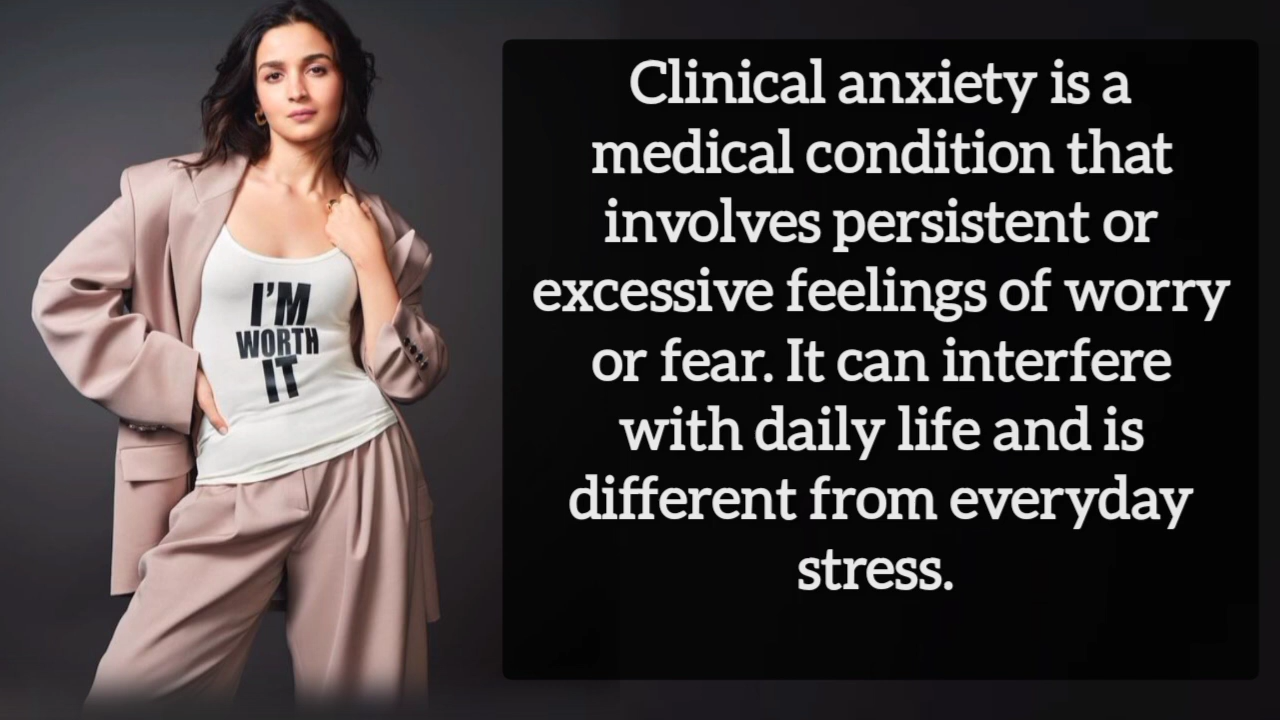 I'M
WORTH
IT
Clinical anxiety is a
medical condition that
involves persistent or
excessive feelings of worry
or fear. It can interfere
with daily life and is
different from everyday
stress.